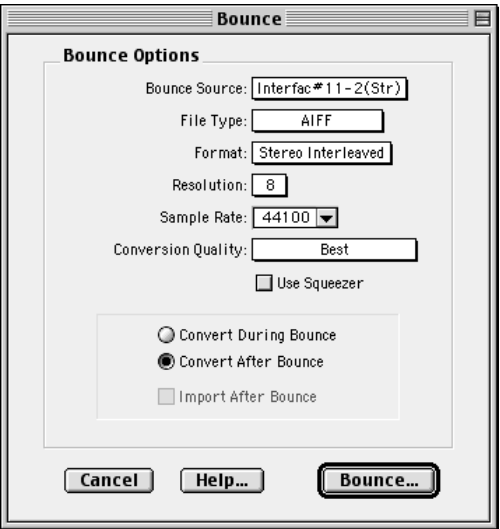 Bounce
Bounce Options
Bounce Source: Interfac#11-2(Str)
File Type: AIFF
Format: Stereo Interleaved
Resolution: 8
Sample Rate: 44100
Conversion Quality: Best
Use Squeezer
Convert During Bounce
Convert After Bounce
Import After Bounce
Cancel Help... Bounce...